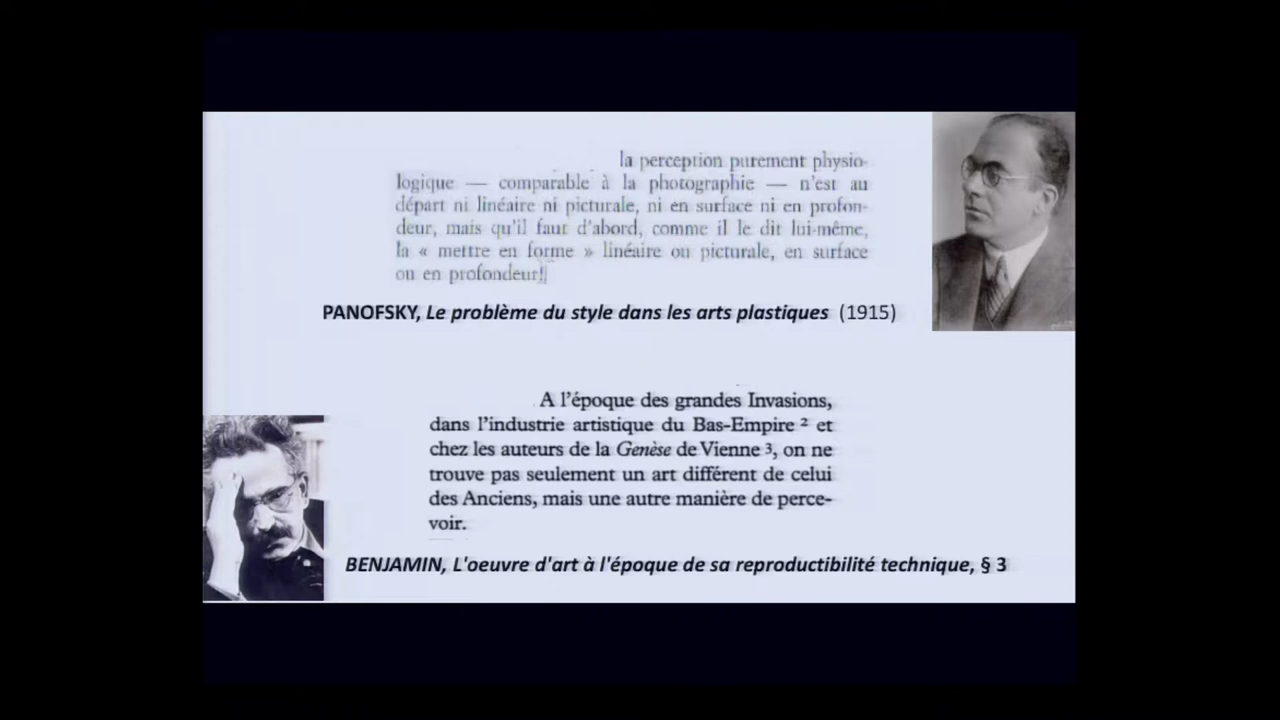 la perception purement physio-
logique — comparable à la photographie — n'est au
départ ni linéaire ni picturale, ni en surface ni en profon-
deur, mais qu'il faut d'abord, comme il le dit lui-même,
la « mettre en forme » linéaire ou picturale, en surface
ou en profondeur!
PANOFSKY, Le problème du style dans les arts plastiques (1915)
A l'époque des grandes Invasions,
dans l'industrie artistique du Bas-Empire ² et
chez les auteurs de la Genèse de Vienne ³, on ne
trouve pas seulement un art différent de celui
des Anciens, mais une autre manière de perce-
voir.
BENJAMIN, L'oeuvre d'art à l'époque de sa reproductibilité technique, § 3